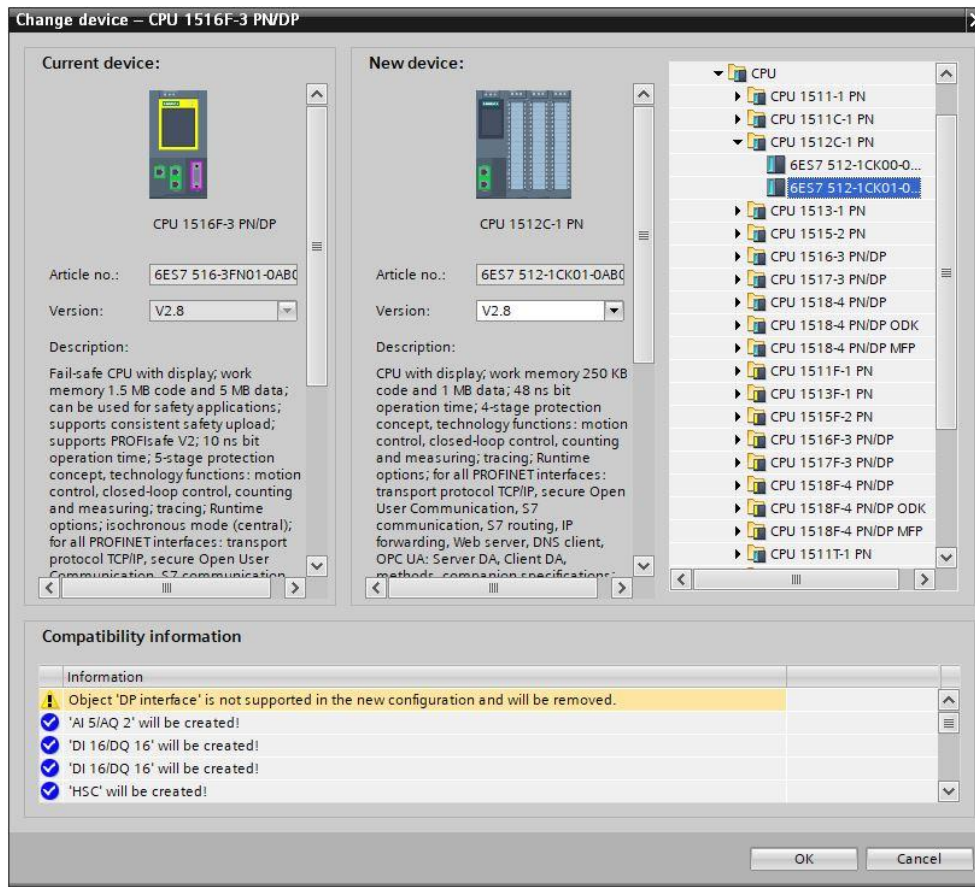 Change device – CPU 1516F-3 PN/DP
Current device:
CPU 1516F-3 PN/DP
Article no.: 6ES7 516-3FN01-0AB0
Version: V2.8
Description:
Fail-safe CPU with display; work
memory 1.5 MB code and 5 MB data;
can be used for safety applications;
supports consistent safety upload;
supports PROFIsafe V2; 10 ns bit
operation time; 5-stage protection
concept, technology functions: motion
control, closed-loop control, counting
and measuring; tracing; Runtime
options; isochronous mode (central);
for all PROFINET interfaces: transport
protocol TCP/IP, secure Open User
Communication, S7 communication
New device:
CPU 1512C-1 PN
Article no.: 6ES7 512-1CK01-0AB0
Version: V2.8
Description:
CPU with display; work memory 250 KB
code and 1 MB data; 48 ns bit
operation time; 4-stage protection
concept, technology functions: motion
control, closed-loop control, counting
and measuring; tracing; Runtime
options; for all PROFINET interfaces:
transport protocol TCP/IP, secure Open
User Communication, S7
communication, S7 routing, IP
forwarding, Web server, DNS client,
OPC UA: Server DA, Client DA,
methods, companion specifications;
CPU
CPU 1511-1 PN
CPU 1511C-1 PN
CPU 1512C-1 PN
6ES7 512-1CK00-0...
6ES7 512-1CK01-0...
CPU 1513-1 PN
CPU 1515-2 PN
CPU 1516-3 PN/DP
CPU 1517-3 PN/DP
CPU 1518-4 PN/DP
CPU 1518-4 PN/DP ODK
CPU 1518-4 PN/DP MFP
CPU 1511F-1 PN
CPU 1513F-1 PN
CPU 1515F-2 PN
CPU 1516F-3 PN/DP
CPU 1517F-3 PN/DP
CPU 1518F-4 PN/DP
CPU 1518F-4 PN/DP ODK
CPU 1518F-4 PN/DP MFP
CPU 1511T-1 PN
Compatibility information
Information
Object 'DP interface' is not supported in the new configuration and will be removed.
'AI 5/AQ 2' will be created!
'DI 16/DQ 16' will be created!
'DI 16/DQ 16' will be created!
'HSC' will be created!
OK
Cancel